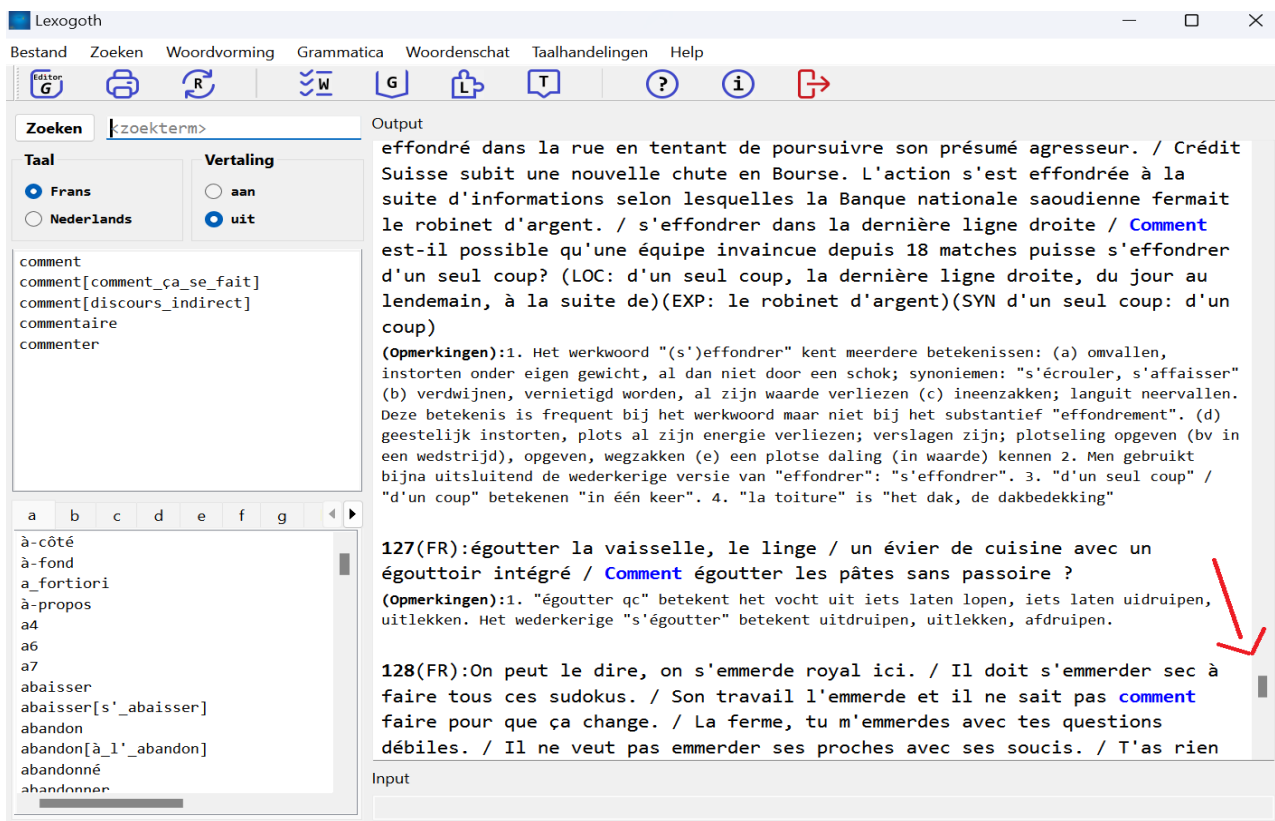 Lexogoth
Bestand Zoeken Woordvorming Grammatica Woordenschat Taalhandelingen Help
Editor G R W G L T ? i
Zoeken <zoekterm>
Taal Vertaling
Frans aan
Nederlands uit
comment
comment[comment_ça_se_fait]
comment[discours_indirect]
commentaire
commenter
a b c d e f g
à-côté
à-fond
a_fortiori
à-propos
a4
a6
a7
abaisser
abaisser[s'_abaisser]
abandon
abandon[à_l'_abandon]
abandonné
abandonner
Output
effondré dans la rue en tentant de poursuivre son présumé agresseur. / Crédit
Suisse subit une nouvelle chute en Bourse. L'action s'est effondrée à la
suite d'informations selon lesquelles la Banque nationale saoudienne fermait
le robinet d'argent. / s'effondrer dans la dernière ligne droite / Comment
est-il possible qu'une équipe invaincue depuis 18 matches puisse s'effondrer
d'un seul coup? (LOC: d'un seul coup, la dernière ligne droite, du jour au
lendemain, à la suite de)(EXP: le robinet d'argent)(SYN d'un seul coup: d'un
coup)
(Opmerkingen):1. Het werkwoord "(s')effondrer" kent meerdere betekenissen: (a) omvallen,
instorten onder eigen gewicht, al dan niet door een schok; synoniemen: "s'écrouler, s'affaisser"
(b) verdwijnen, vernietigd worden, al zijn waarde verliezen (c) ineenzakken; languit neervallen.
Deze betekenis is frequent bij het werkwoord maar niet bij het substantief "effondrement". (d)
geestelijk instorten, plots al zijn energie verliezen; verslagen zijn; plotseling opgeven (bv in
een wedstrijd), opgeven, wegzakken (e) een plotse daling (in waarde) kennen 2. Men gebruikt
bijna uitsluitend de wederkerige versie van "effondrer": "s'effondrer". 3. "d'un seul coup" /
"d'un coup" betekenen "in één keer". 4. "la toiture" is "het dak, de dakbedekking"
127(FR):égoutter la vaisselle, le linge / un évier de cuisine avec un
égouttoir intégré / Comment égoutter les pâtes sans passoire ?
(Opmerkingen):1. "égoutter qc" betekent het vocht uit iets laten lopen, iets laten uidruipen,
uitlekken. Het wederkerige "s'égoutter" betekent uitdruipen, uitlekken, afdruipen.
128(FR):On peut le dire, on s'emmerde royal ici. / Il doit s'emmerder sec à
faire tous ces sudokus. / Son travail l'emmerde et il ne sait pas comment
faire pour que ça change. / La ferme, tu m'emmerdes avec tes questions
débiles. / Il ne veut pas emmerder ses proches avec ses soucis. / T'as rien
Input